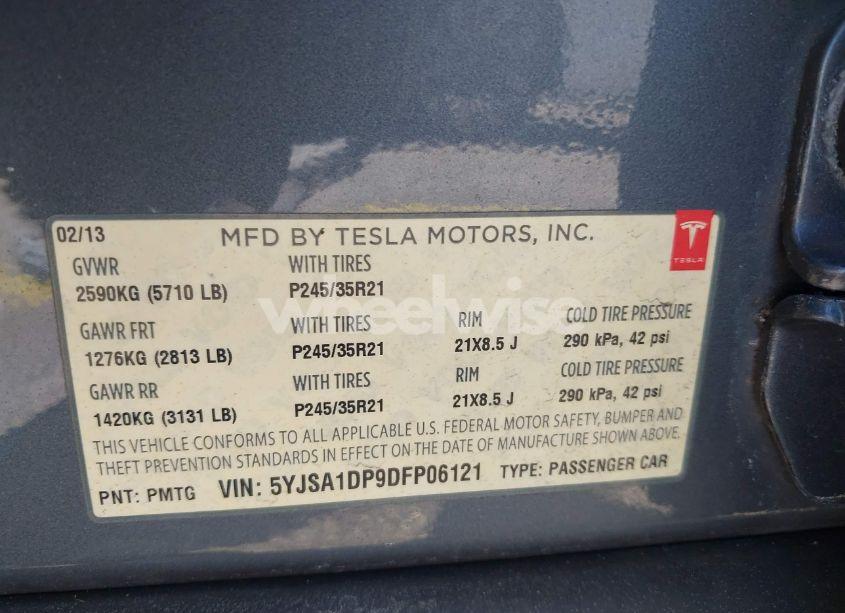 02/13 MFD BY TESLA MOTORS, INC.
TESLA
GVWR WITH TIRES
2590KG (5710 LB) P245/35R21
wheelwise
GAWR FRT WITH TIRES RIM COLD TIRE PRESSURE
1276KG (2813 LB) P245/35R21 21X8.5 J 290 kPa, 42 psi
GAWR RR WITH TIRES RIM COLD TIRE PRESSURE
1420KG (3131 LB) P245/35R21 21X8.5 J 290 kPa, 42 psi
THIS VEHICLE CONFORMS TO ALL APPLICABLE U.S. FEDERAL MOTOR SAFETY, BUMPER AND
THEFT PREVENTION STANDARDS IN EFFECT ON THE DATE OF MANUFACTURE SHOWN ABOVE.
PNT: PMTG VIN: 5YJSA1DP9DFP06121 TYPE: PASSENGER CAR